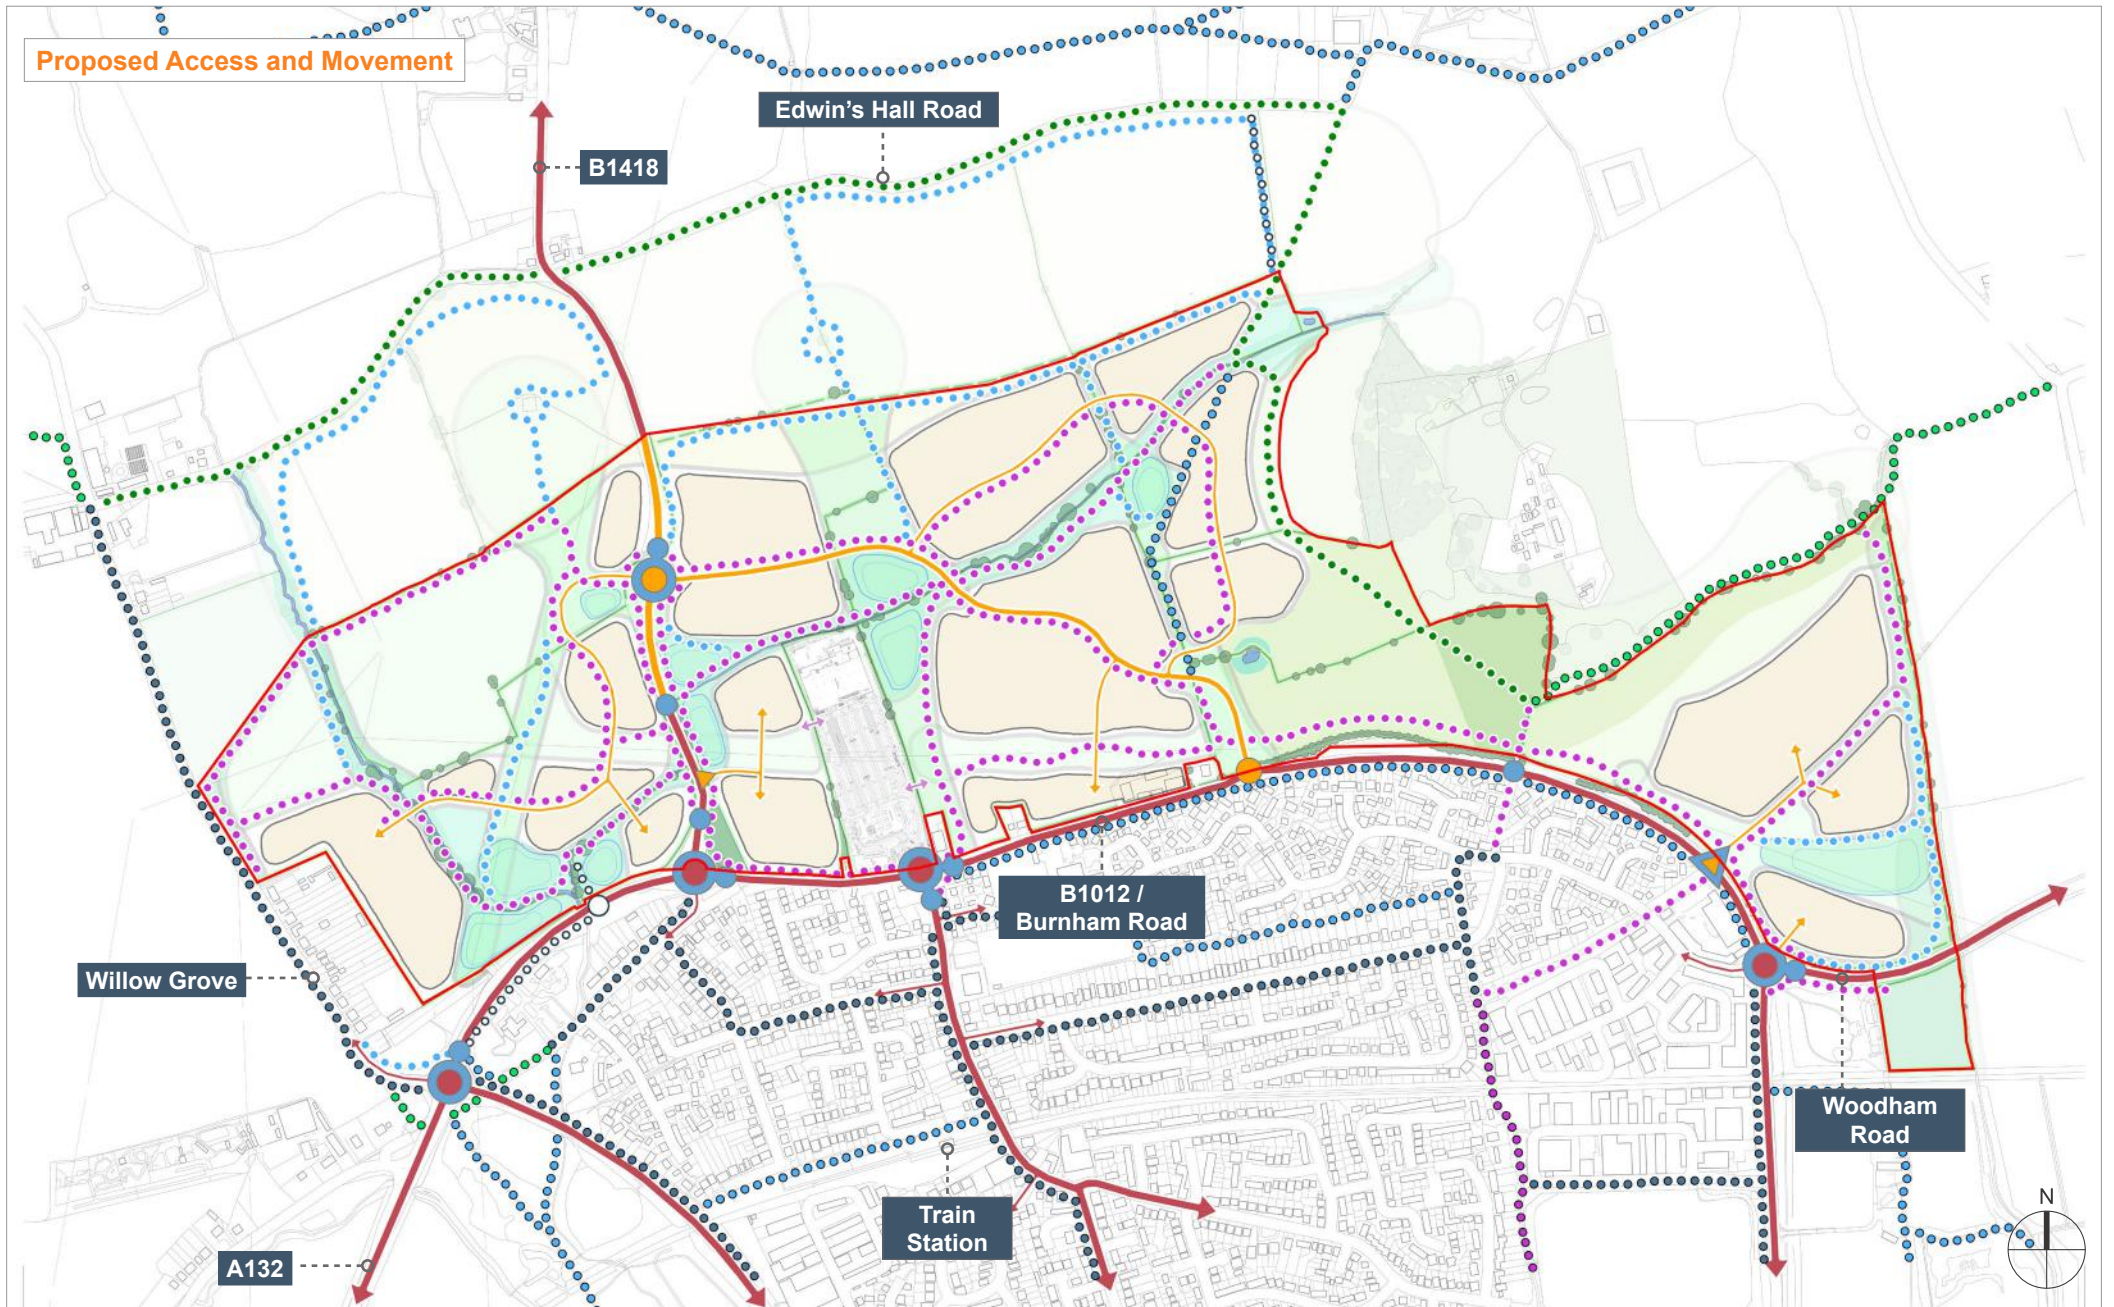 Proposed Access and Movement
Edwin's Hall Road
B1418
B1012 /
Burnham Road
Willow Grove
Woodham
Road
Train
Station
A132
N